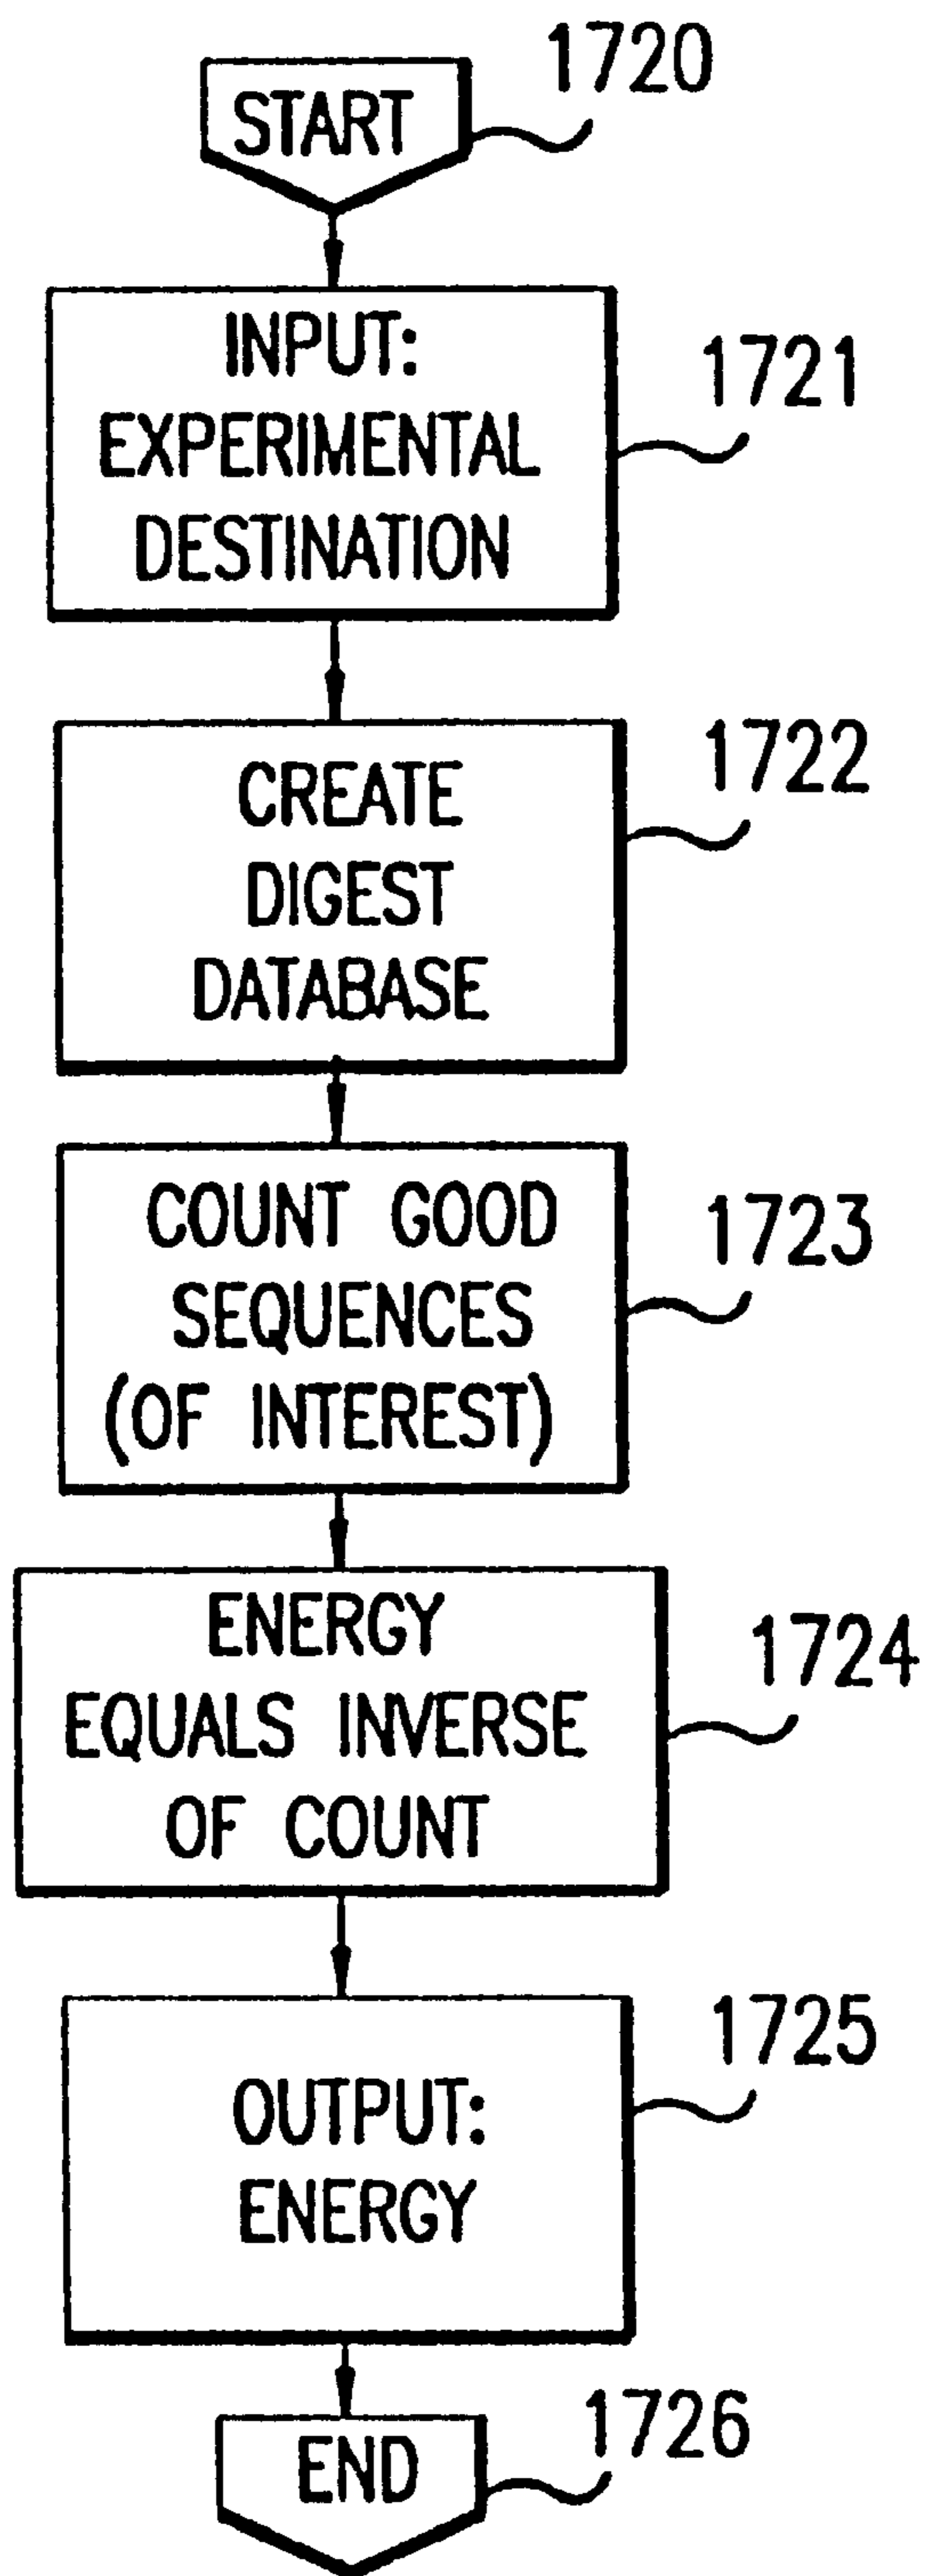 START
1720
INPUT:
EXPERIMENTAL
DESTINATION
1721
CREATE
DIGEST
DATABASE
1722
COUNT GOOD
SEQUENCES
(OF INTEREST)
1723
ENERGY
EQUALS INVERSE
OF COUNT
1724
OUTPUT:
ENERGY
1725
END
1726